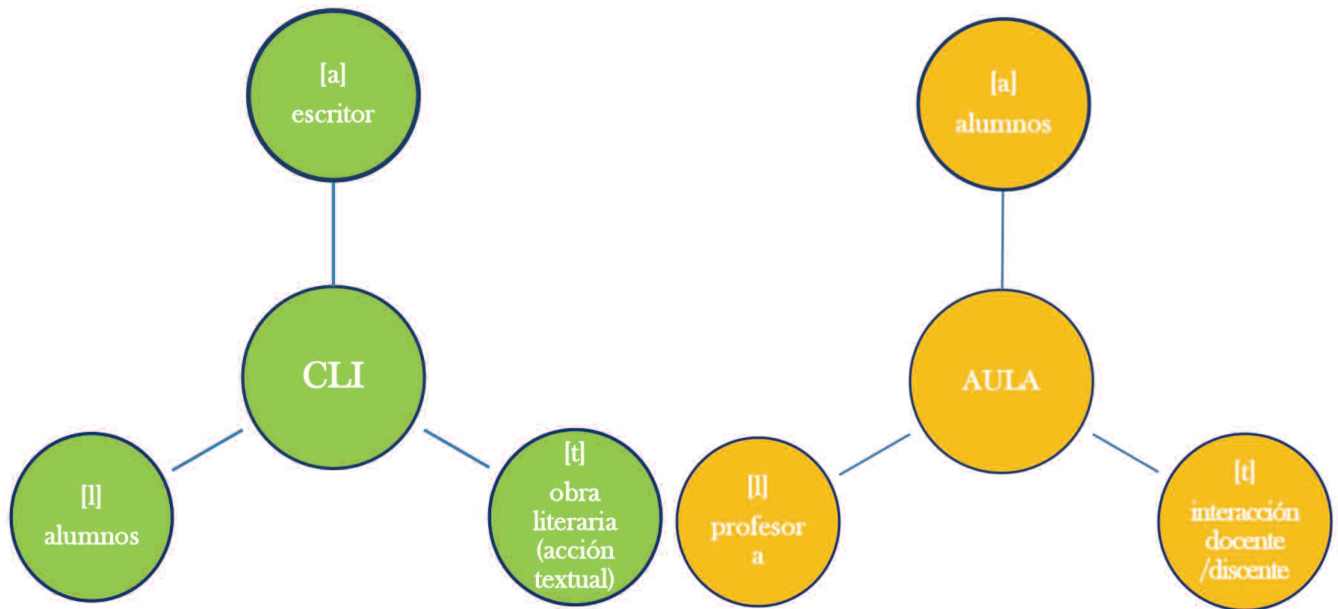 [a]
escritor
CLI
[l]
alumnos
[t]
obra
literaria
(acción
textual)
[a]
alumnos
AULA
[l]
profesor
a
[t]
interacción
docente
/discente